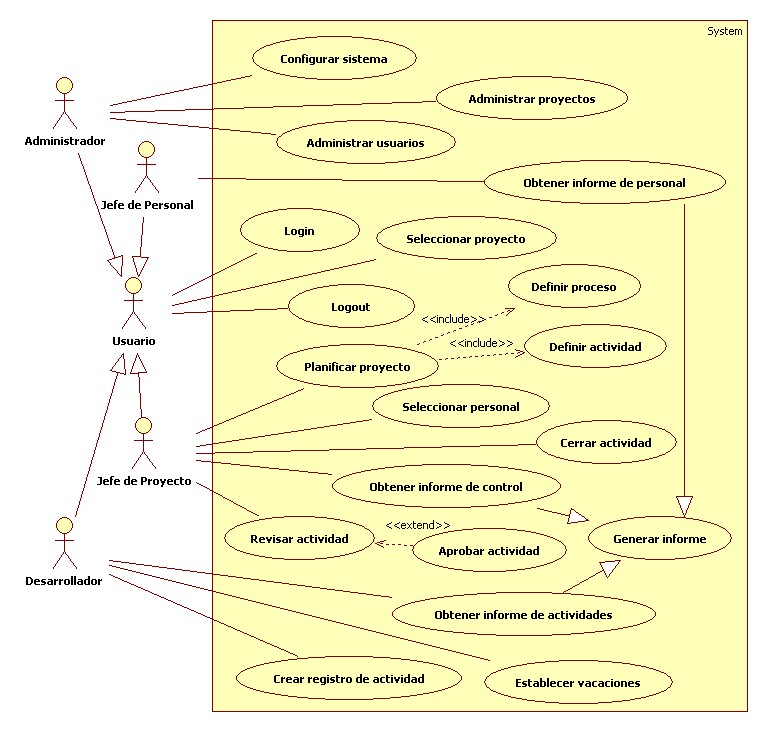 System
Configurar sistema
Administrar proyectos
Administrador
Administrar usuarios
Obtener informe de personal
Jefe de Personal
Login
Seleccionar proyecto
Definir proceso
Logout
<<include>>
Usuario
<<include>>
Definir actividad
Planificar proyecto
Seleccionar personal
Cerrar actividad
Jefe de Proyecto
Obtener informe de control
<<extend>>
Revisar actividad
Generar informe
Aprobar actividad
Desarrollador
Obtener informe de actividades
Crear registro de actividad
Establecer vacaciones